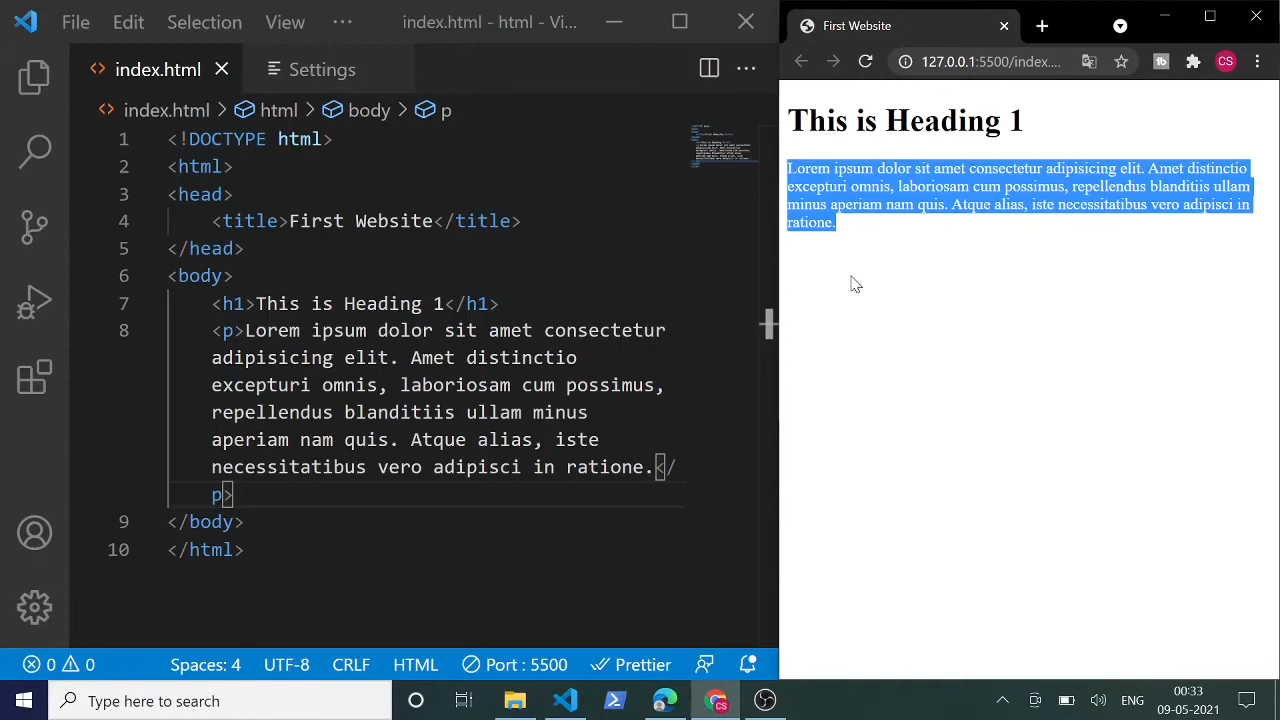 File Edit Selection View ··· index.html - html - Vi...
index.html Settings
index.html > html > body > p
1 <!DOCTYPE html>
2 <html>
3 <head>
4 <title>First Website</title>
5 </head>
6 <body>
7 <h1>This is Heading 1</h1>
8 <p>Lorem ipsum dolor sit amet consectetur
adipisicing elit. Amet distinctio
excepturi omnis, laboriosam cum possimus,
repellendus blanditiis ullam minus
aperiam nam quis. Atque alias, iste
necessitatibus vero adipisci in ratione.</
p>
9 </body>
10 </html>
0 0 Spaces: 4 UTF-8 CRLF HTML Port : 5500 Prettier
First Website
127.0.0.1:5500/index.... tb CS
This is Heading 1
Lorem ipsum dolor sit amet consectetur adipisicing elit. Amet distinctio
excepturi omnis, laboriosam cum possimus, repellendus blanditiis ullam
minus aperiam nam quis. Atque alias, iste necessitatibus vero adipisci in
ratione.
Type here to search
CS
ENG
00:33
09-05-2021